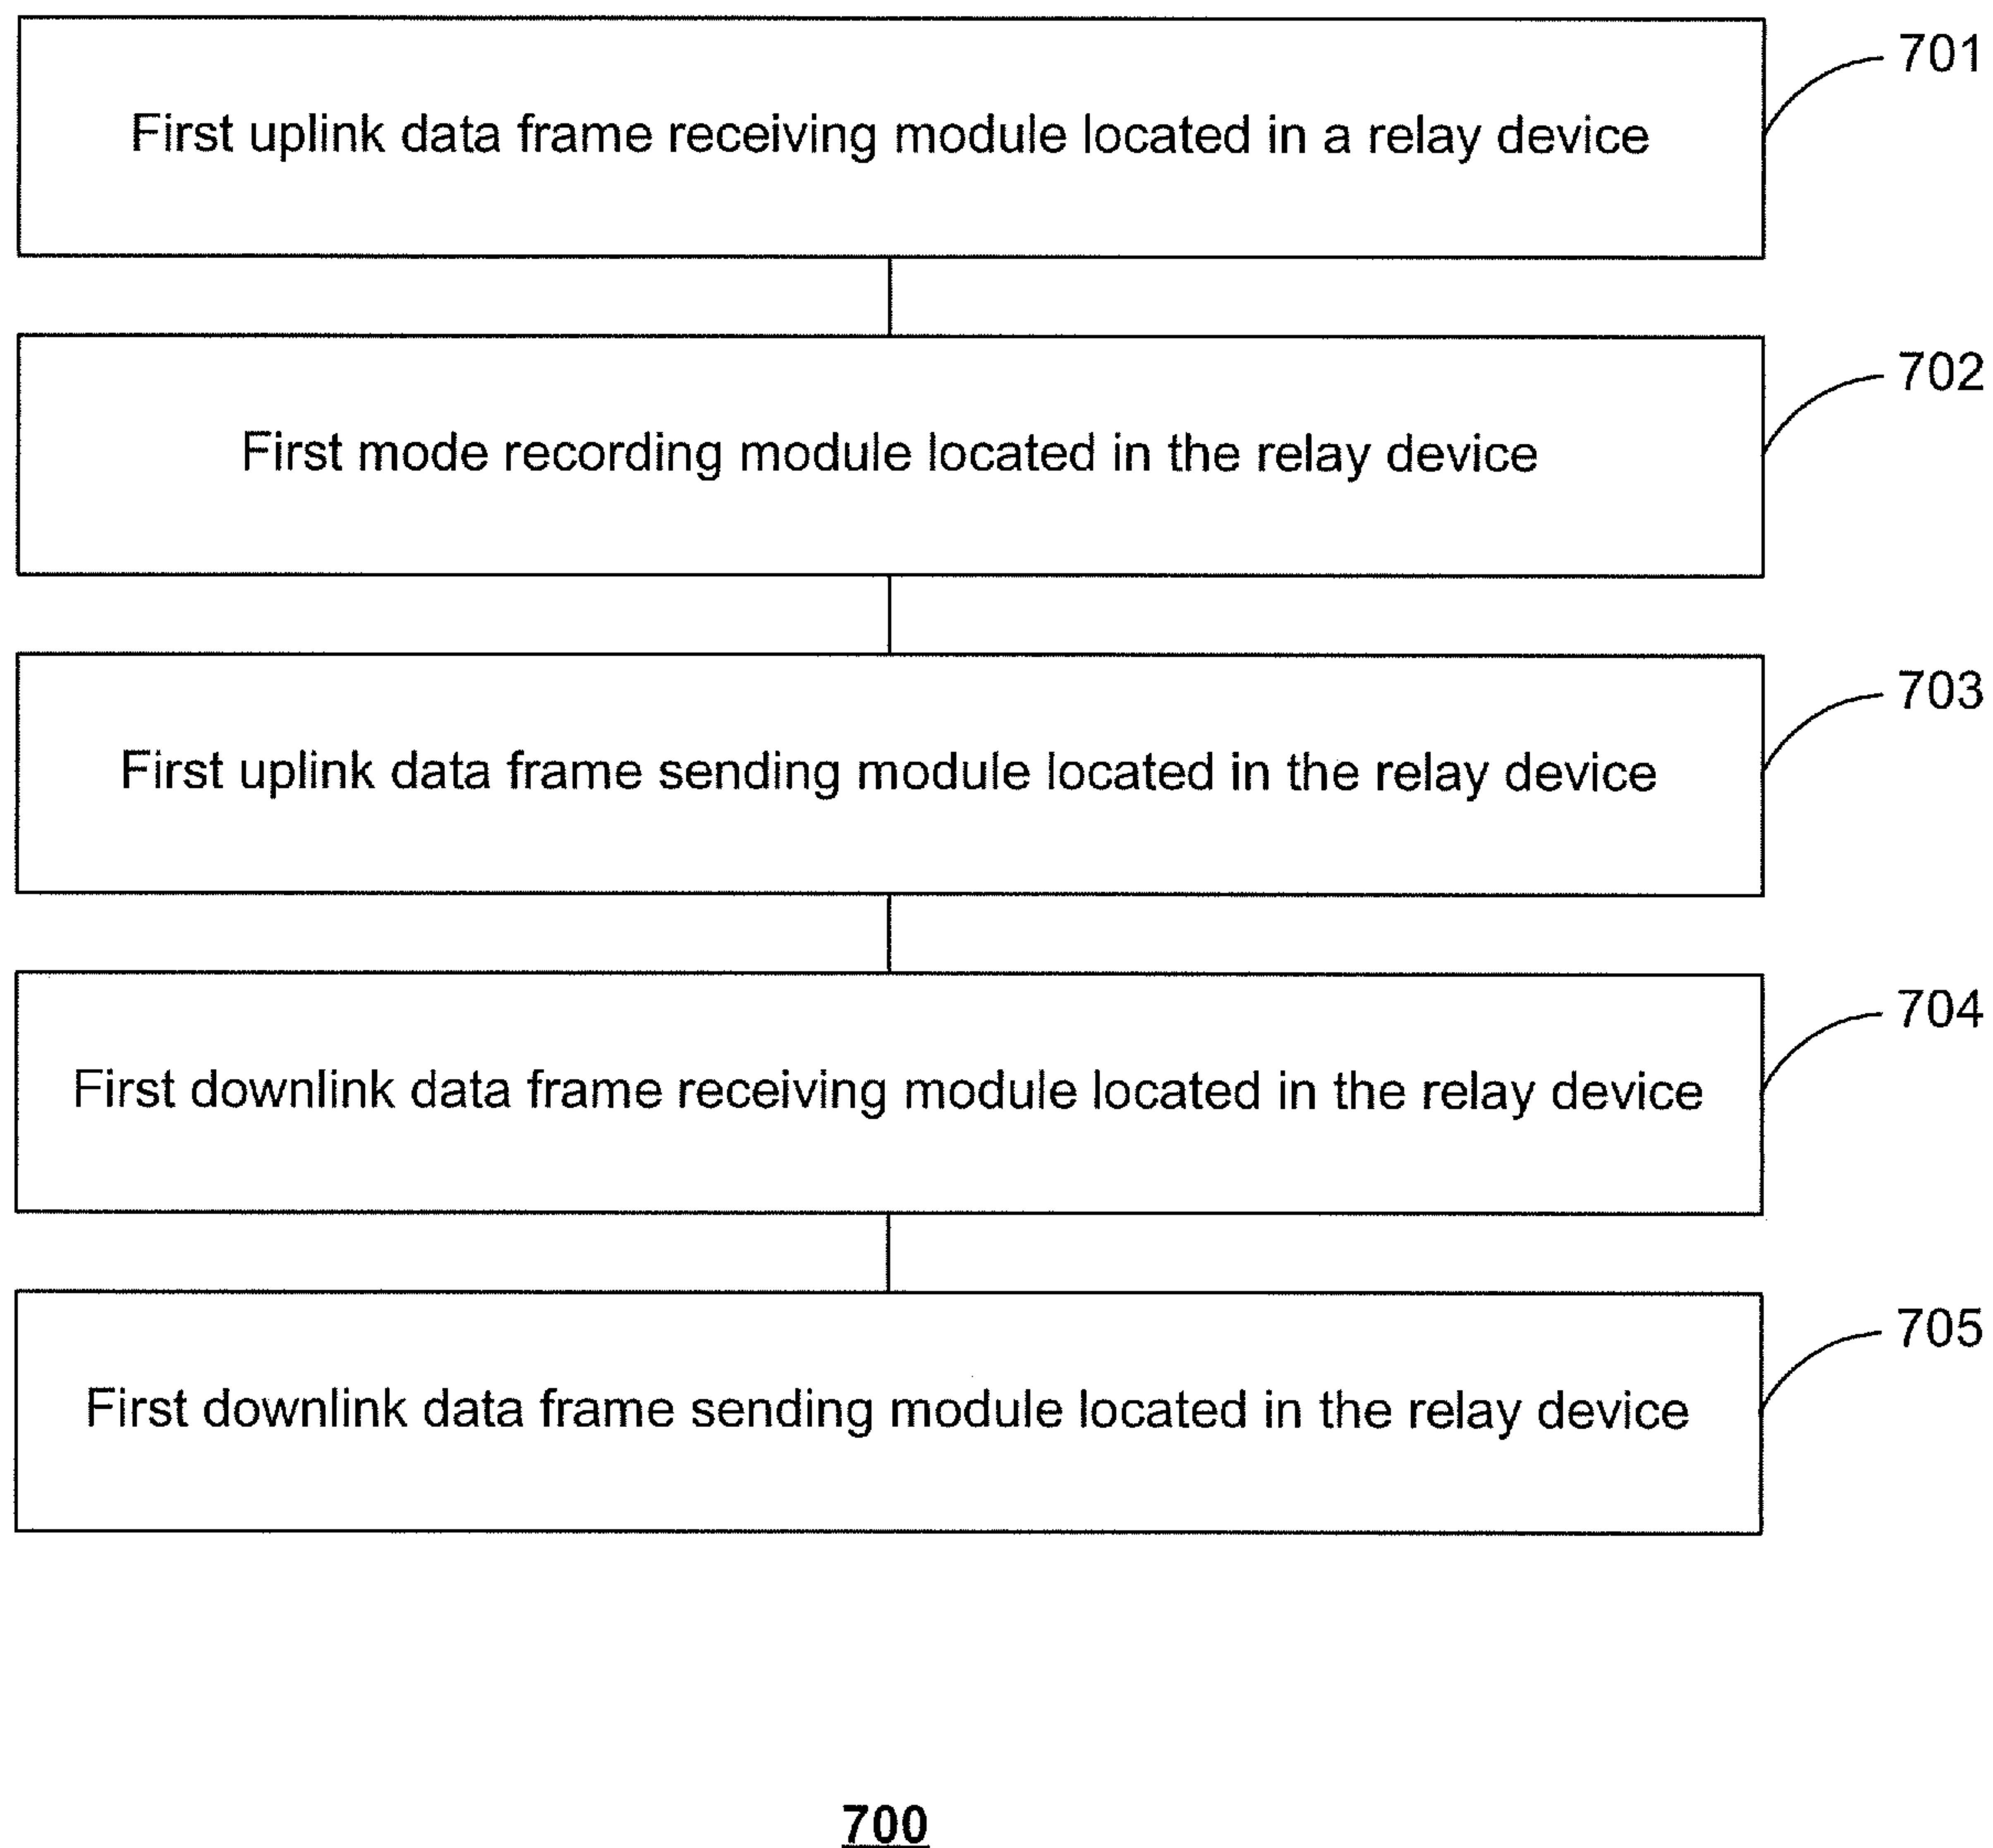 701
First uplink data frame receiving module located in a relay device
702
First mode recording module located in the relay device
703
First uplink data frame sending module located in the relay device
704
First downlink data frame receiving module located in the relay device
705
First downlink data frame sending module located in the relay device
700